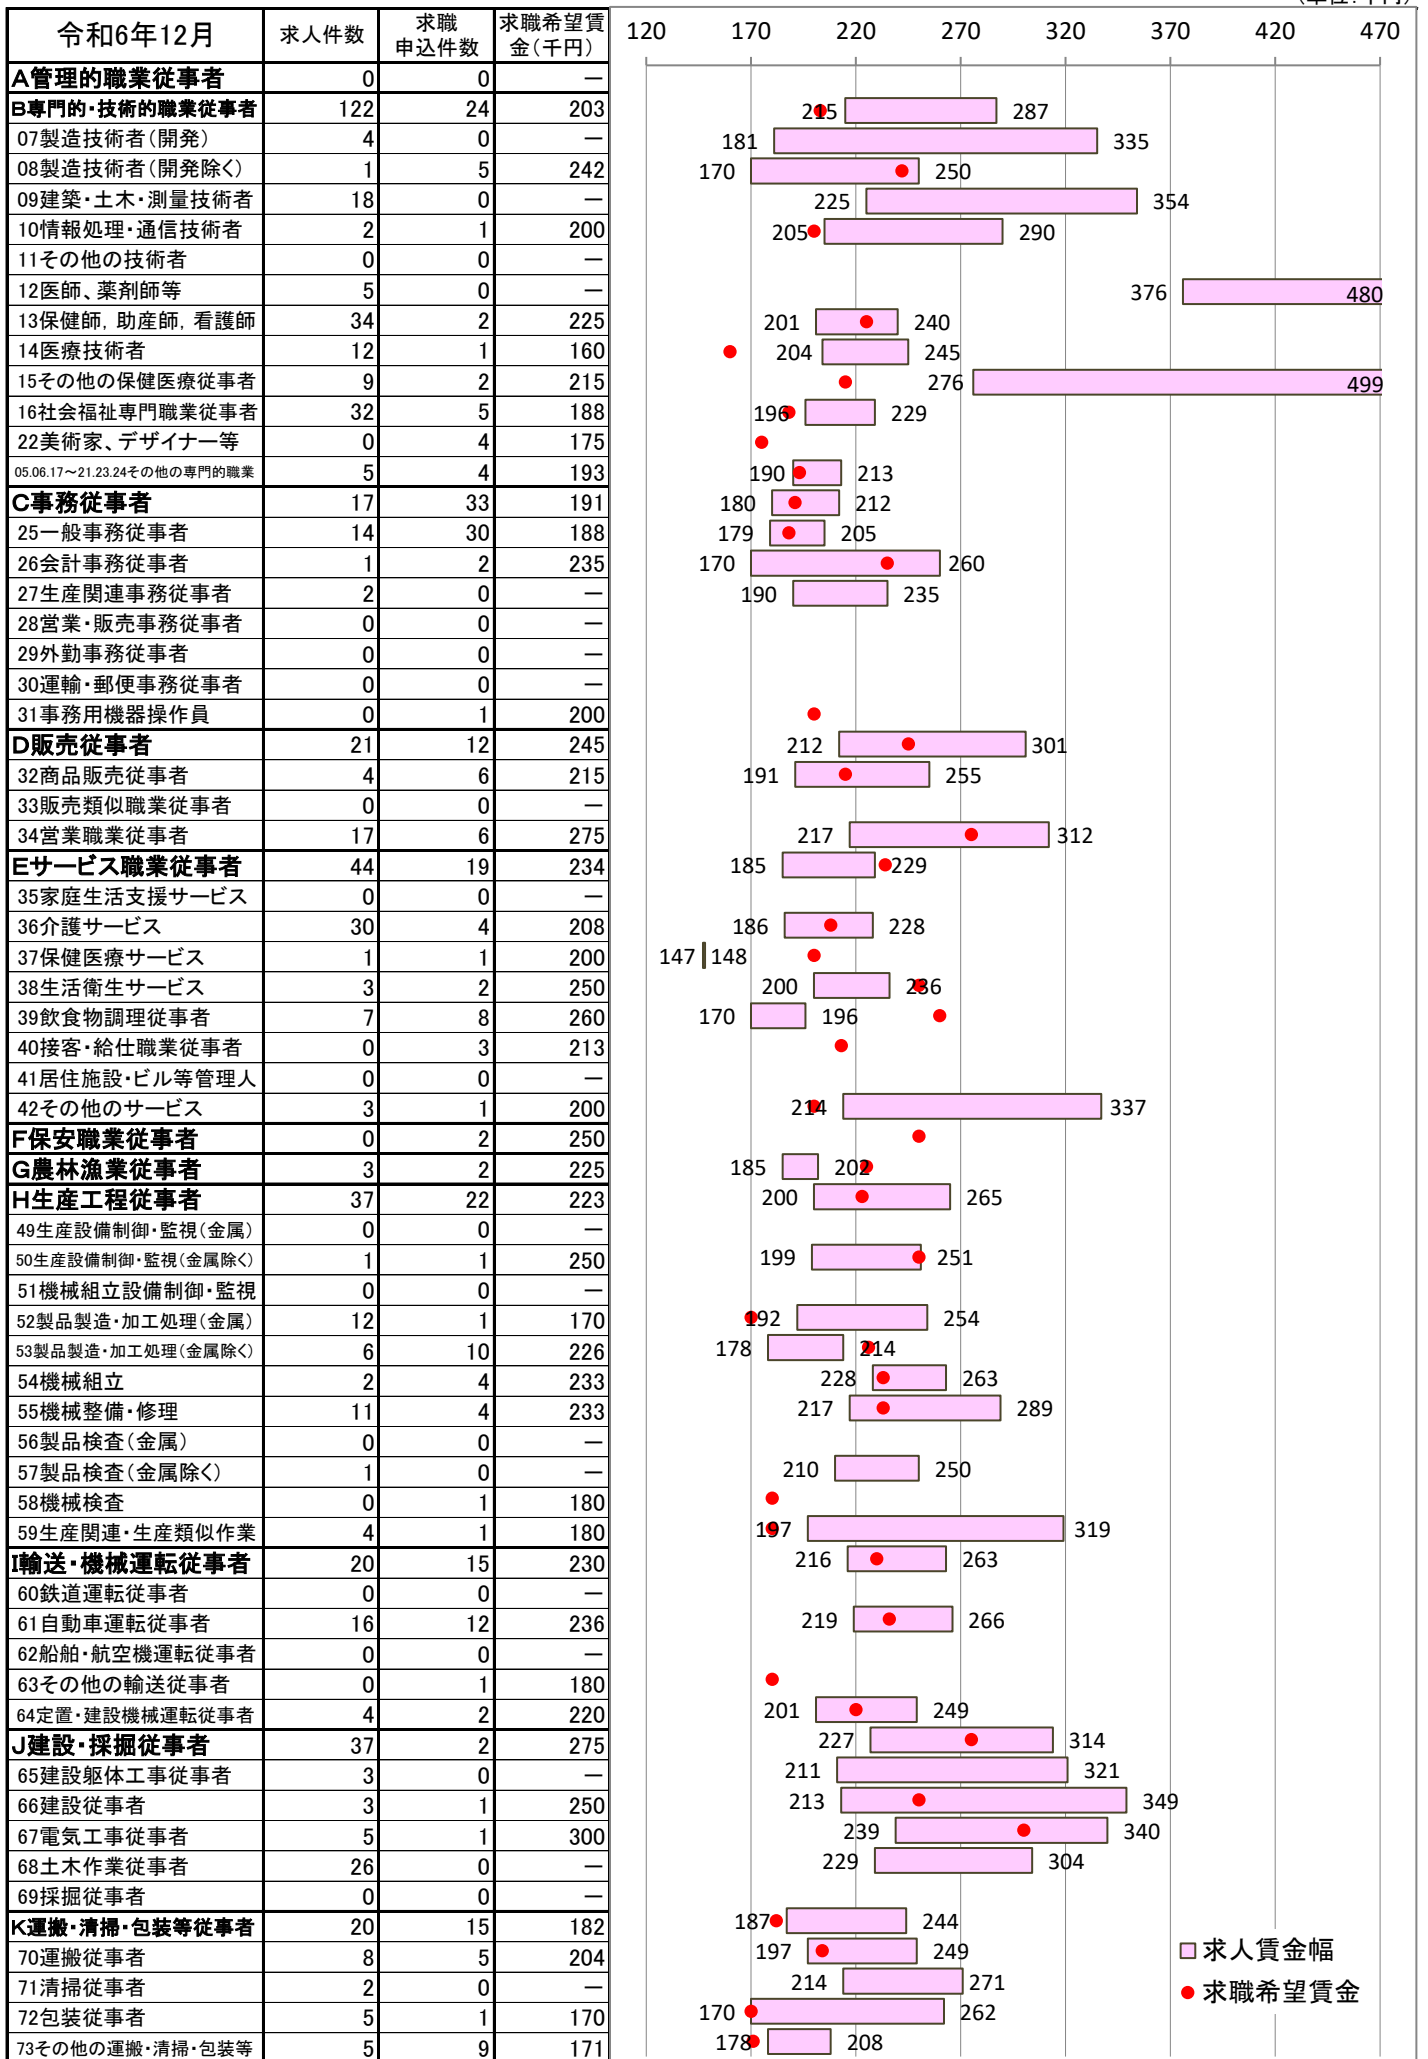 (単位:千円)
令和6年12月 求人件数 求職申込件数 求職希望賃金(千円) 120 170 220 270 320 370 420 470
A管理的職業従事者 0 0 ―
B専門的・技術的職業従事者 122 24 203 215 287
07製造技術者(開発) 4 0 ― 181 335
08製造技術者(開発除く) 1 5 242 170 250
09建築・土木・測量技術者 18 0 ― 225 354
10情報処理・通信技術者 2 1 200 205 290
11その他の技術者 0 0 ―
12医師、薬剤師等 5 0 ― 376 480
13保健師,助産師,看護師 34 2 225 201 240
14医療技術者 12 1 160 204 245
15その他の保健医療従事者 9 2 215 276 499
16社会福祉専門職業従事者 32 5 188 196 229
22美術家、デザイナー等 0 4 175
05.06.17~21.23.24その他の専門的職業 5 4 193 190 213
C事務従事者 17 33 191 180 212
25一般事務従事者 14 30 188 179 205
26会計事務従事者 1 2 235 170 260
27生産関連事務従事者 2 0 ― 190 235
28営業・販売事務従事者 0 0 ―
29外勤事務従事者 0 0 ―
30運輸・郵便事務従事者 0 0 ―
31事務用機器操作員 0 1 200
D販売従事者 21 12 245 212 301
32商品販売従事者 4 6 215 191 255
33販売類似職業従事者 0 0 ―
34営業職業従事者 17 6 275 217 312
Eサービス職業従事者 44 19 234 185 229
35家庭生活支援サービス 0 0 ―
36介護サービス 30 4 208 186 228
37保健医療サービス 1 1 200 147 148
38生活衛生サービス 3 2 250 200 236
39飲食物調理従事者 7 8 260 170 196
40接客・給仕職業従事者 0 3 213
41居住施設・ビル等管理人 0 0 ―
42その他のサービス 3 1 200 214 337
F保安職業従事者 0 2 250
G農林漁業従事者 3 2 225 185 202
H生産工程従事者 37 22 223 200 265
49生産設備制御・監視(金属) 0 0 ―
50生産設備制御・監視(金属除く) 1 1 250 199 251
51機械組立設備制御・監視 0 0 ―
52製品製造・加工処理(金属) 12 1 170 192 254
53製品製造・加工処理(金属除く) 6 10 226 178 214
54機械組立 2 4 233 228 263
55機械整備・修理 11 4 233 217 289
56製品検査(金属) 0 0 ―
57製品検査(金属除く) 1 0 ― 210 250
58機械検査 0 1 180
59生産関連・生産類似作業 4 1 180 197 319
I輸送・機械運転従事者 20 15 230 216 263
60鉄道運転従事者 0 0 ―
61自動車運転従事者 16 12 236 219 266
62船舶・航空機運転従事者 0 0 ―
63その他の輸送従事者 0 1 180
64定置・建設機械運転従事者 4 2 220 201 249
J建設・採掘従事者 37 2 275 227 314
65建設躯体工事従事者 3 0 ― 211 321
66建設従事者 3 1 250 213 349
67電気工事従事者 5 1 300 239 340
68土木作業従事者 26 0 ― 229 304
69採掘従事者 0 0 ―
K運搬・清掃・包装等従事者 20 15 182 187 244
70運搬従事者 8 5 204 197 249
71清掃従事者 2 0 ― 214 271
72包装従事者 5 1 170 170 262
73その他の運搬・清掃・包装等 5 9 171 178 208
求人賃金幅
求職希望賃金